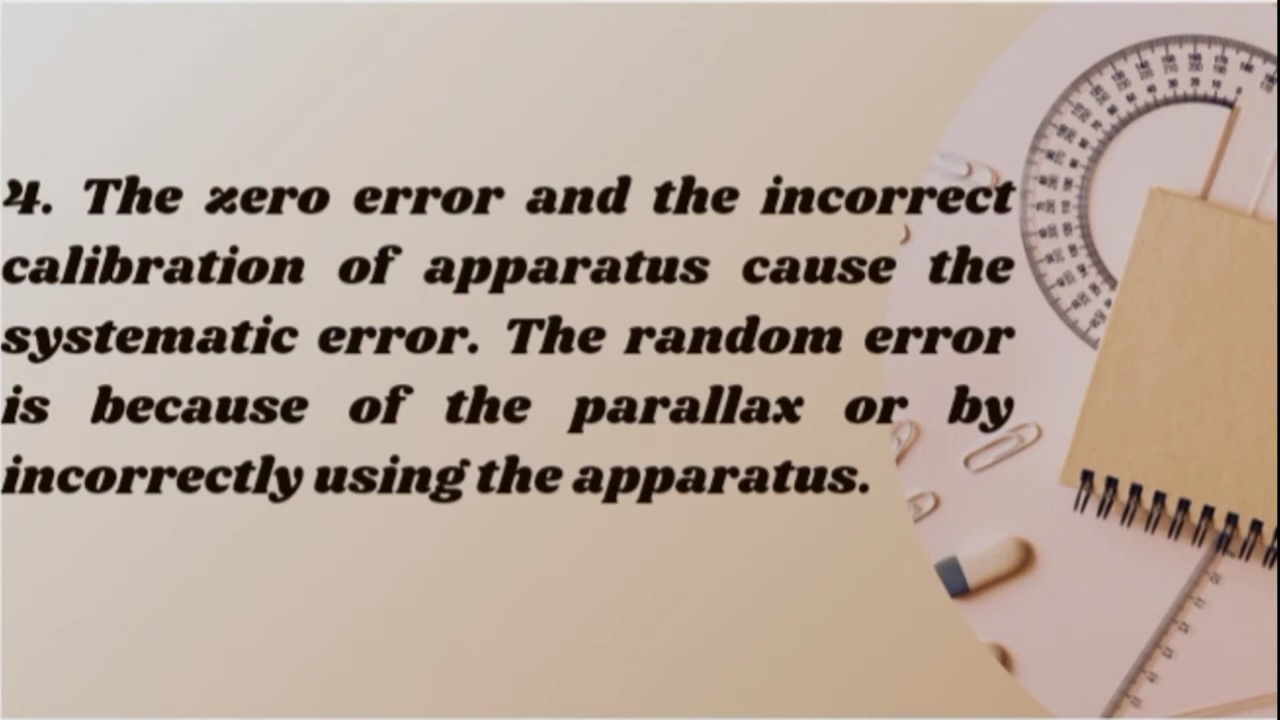 4. The zero error and the incorrect
calibration of apparatus cause the
systematic error. The random error
is because of the parallax or by
incorrectly using the apparatus.